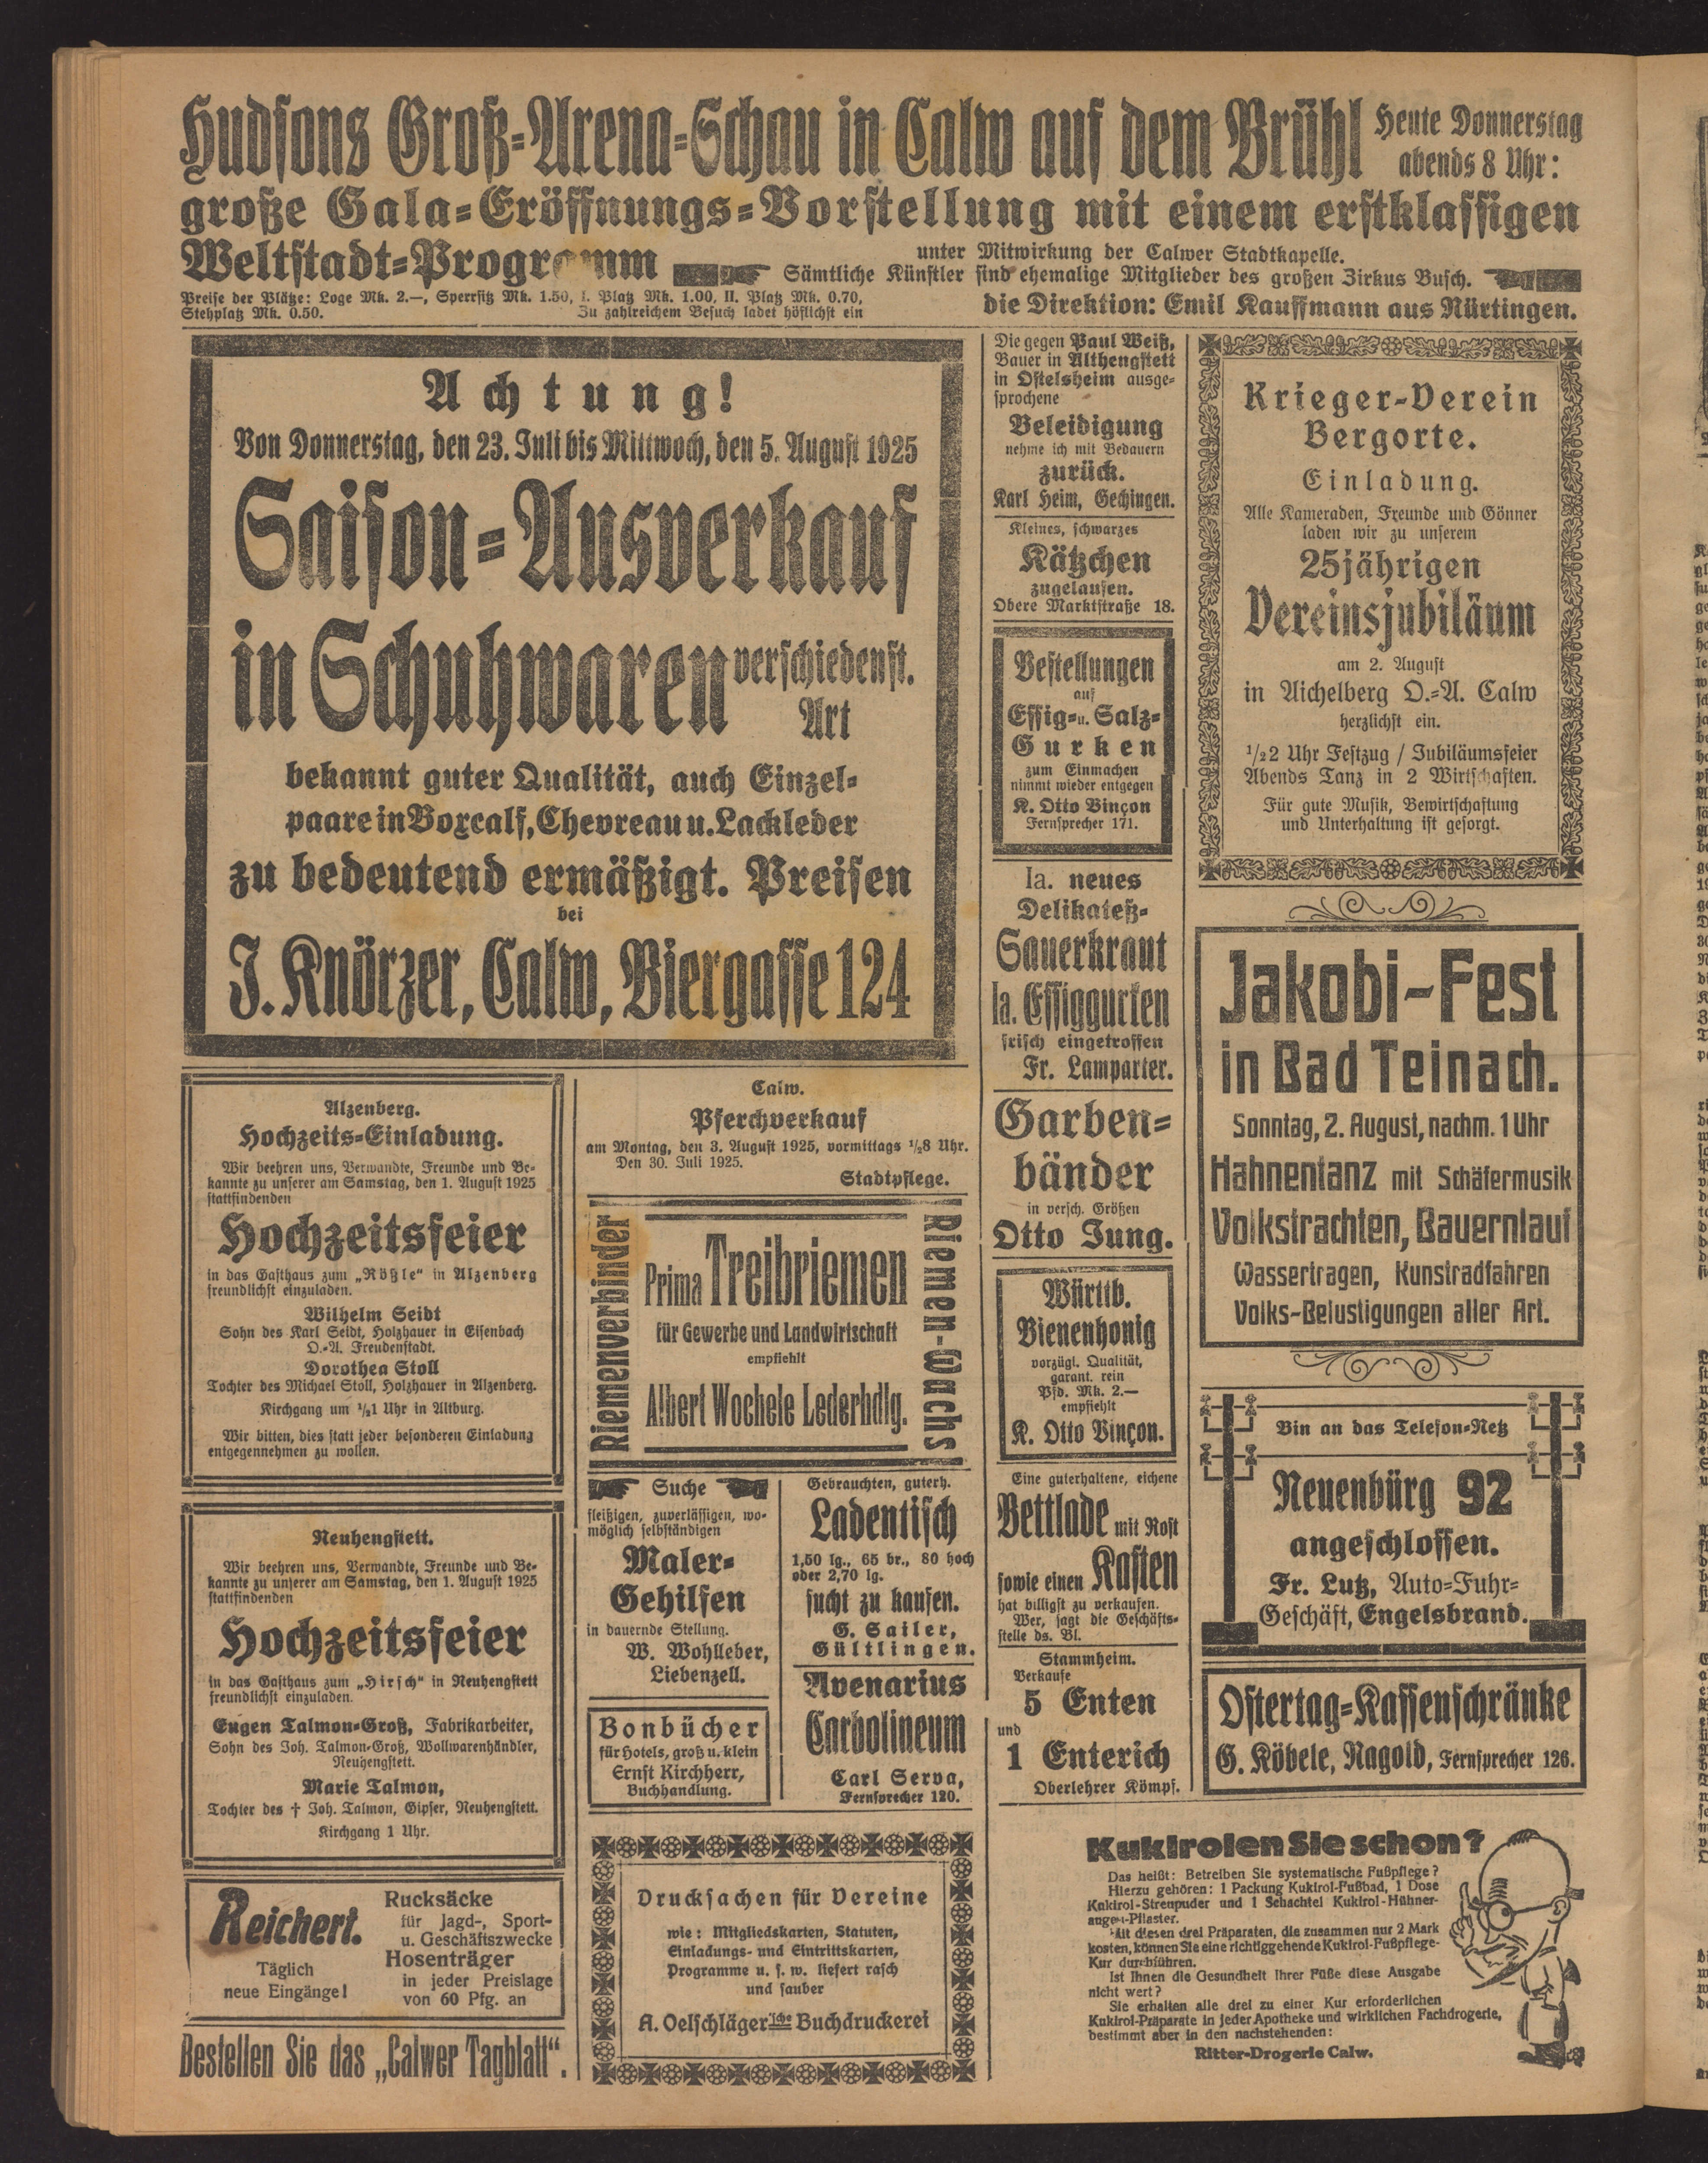 Hudsons Groß-Arena-Schau in Calw auf dem Brühl Heute Donnerstag
abends 8 Uhr:
große Gala-Eröffnungs-Vorstellung mit einem erstklassigen
Weltstadt-Programm
unter Mitwirkung der Calwer Stadtkapelle.
Sämtliche Künstler sind ehemalige Mitglieder des großen Zirkus Busch.
Preise der Plätze: Loge Mk. 2.—, Sperrsitz Mk. 1.50, I. Platz Mk. 1.00, II. Platz Mk. 0.70,
Stehplatz Mk. 0.50.
Zu zahlreichem Besuch ladet höflichst ein
die Direktion: Emil Kauffmann aus Nürtingen.
Achtung!
Von Donnerstag, den 23. Juli bis Mittwoch, den 5. August 1925
Saison-Ausverkauf
in Schuhwaren verschiedenst.
Art
bekannt guter Qualität, auch Einzel-
paare in Boxcalf, Chevreau u. Lackleder
zu bedeutend ermäßigt. Preisen
bei
J. Knörzer, Calw, Biergasse 124
Alzenberg.
Hochzeits-Einladung.
Wir beehren uns, Verwandte, Freunde und Be-
kannte zu unserer am Samstag, den 1. August 1925
stattfindenden
Hochzeitsfeier
in das Gasthaus zum „Rößle“ in Alzenberg
freundlichst einzuladen.
Wilhelm Seidt
Sohn des Karl Seidt, Holzhauer in Eisenbach
O.-A. Freudenstadt.
Dorothea Stoll
Tochter des Michael Stoll, Holzhauer in Alzenberg.
Kirchgang um 1/21 Uhr in Altburg.
Wir bitten, dies statt jeder besonderen Einladung
entgegennehmen zu wollen.
Neuhengstett.
Wir beehren uns, Verwandte, Freunde und Be-
kannte zu unserer am Samstag, den 1. August 1925
stattfindenden
Hochzeitsfeier
in das Gasthaus zum „Hirsch“ in Neuhengstett
freundlichst einzuladen.
Eugen Talmon-Groß, Fabrikarbeiter,
Sohn des Joh. Talmon-Groß, Wollwarenhändler,
Neuhengstett.
Marie Talmon,
Tochter des † Joh. Talmon, Gipser, Neuhengstett.
Kirchgang 1 Uhr.
Reichert.
Täglich
neue Eingänge!
Rucksäcke
für Jagd-, Sport-
u. Geschäftszwecke
Hosenträger
in jeder Preislage
von 60 Pfg. an
Bestellen Sie das „Calwer Tagblatt“.
Calw.
Pferchverkauf
am Montag, den 3. August 1925, vormittags 1/28 Uhr.
Den 30. Juli 1925.
Stadtpflege.
Riemenverbinder
Prima Treibriemen
für Gewerbe und Landwirtschaft
empfiehlt
Albert Wochele Lederhdlg.
Riemen-Wachs
Suche
fleißigen, zuverlässigen, wo-
möglich selbständigen
Maler-
Gehilfen
in dauernde Stellung.
W. Wohlleber,
Liebenzell.
Bonbücher
für Hotels, groß u. klein
Ernst Kirchherr,
Buchhandlung.
Gebrauchten, guterh.
Ladentisch
1,50 lg., 65 br., 80 hoch
oder 2,70 lg.
sucht zu kaufen.
G. Sailer,
Gültlingen.
Avenarius
Carbolineum
Carl Serva,
Fernsprecher 120.
Drucksachen für Vereine
wie: Mitgliedskarten, Statuten,
Einladungs- und Eintrittskarten,
Programme u. s. w. liefert rasch
und sauber
A. Oelschläger'sche Buchdruckerei
Die gegen Paul Weiß,
Bauer in Althengstett
in Ostelsheim ausge-
sprochene
Beleidigung
nehme ich mit Bedauern
zurück.
Karl Heim, Gechingen.
Kleines, schwarzes
Kätzchen
zugelaufen.
Obere Marktstraße 18.
Bestellungen
auf
Essig- u. Salz-
Gurken
zum Einmachen
nimmt wieder entgegen
K. Otto Vinçon
Fernsprecher 171.
Ia. neues
Delikateß-
Sauerkraut
Ia. Essiggurken
frisch eingetroffen
Fr. Lamparter.
Garben-
bänder
in versch. Größen
Otto Jung.
Württb.
Bienenhonig
vorzügl. Qualität,
garant. rein
Pfd. Mk. 2.—
empfiehlt
K. Otto Vinçon.
Eine guterhaltene, eichene
Bettlade mit Rost
sowie einen Kasten
hat billigst zu verkaufen.
Wer, sagt die Geschäfts-
stelle ds. Bl.
Stammheim.
Verkaufe
5 Enten
und
1 Enterich
Oberlehrer Kömpf.
Krieger-Verein
Bergorte.
Einladung.
Alle Kameraden, Freunde und Gönner
laden wir zu unserem
25jährigen
Vereinsjubiläum
am 2. August
in Aichelberg O.-A. Calw
herzlichst ein.
1/22 Uhr Festzug / Jubiläumsfeier
Abends Tanz in 2 Wirtschaften.
Für gute Musik, Bewirtschaftung
und Unterhaltung ist gesorgt.
Jakobi-Fest
in Bad Teinach.
Sonntag, 2. August, nachm. 1 Uhr
Hahnentanz mit Schäfermusik
Volkstrachten, Bauernlauf
Wassertragen, Kunstradfahren
Volks-Belustigungen aller Art.
Bin an das Telefon-Netz
Neuenbürg 92
angeschlossen.
Fr. Lutz, Auto-Fuhr-
Geschäft, Engelsbrand.
Ostertag-Kassenschränke
G. Köbele, Nagold, Fernsprecher 126.
Kukirolen Sie schon?
Das heißt: Betreiben Sie systematische Fußpflege?
Hierzu gehören: 1 Packung Kukirol-Fußbad, 1 Dose
Kukirol-Streupuder und 1 Schachtel Kukirol-Hühner-
augen-Pflaster.
Mit diesen drei Präparaten, die zusammen nur 2 Mark
kosten, können Sie eine richtiggehende Kukirol-Fußpflege-
Kur durchführen.
Ist Ihnen die Gesundheit Ihrer Füße diese Ausgabe
nicht wert?
Sie erhalten alle drei zu einer Kur erforderlichen
Kukirol-Präparate in jeder Apotheke und wirklichen Fachdrogerie,
bestimmt aber in den nachstehenden:
Ritter-Drogerie Calw.